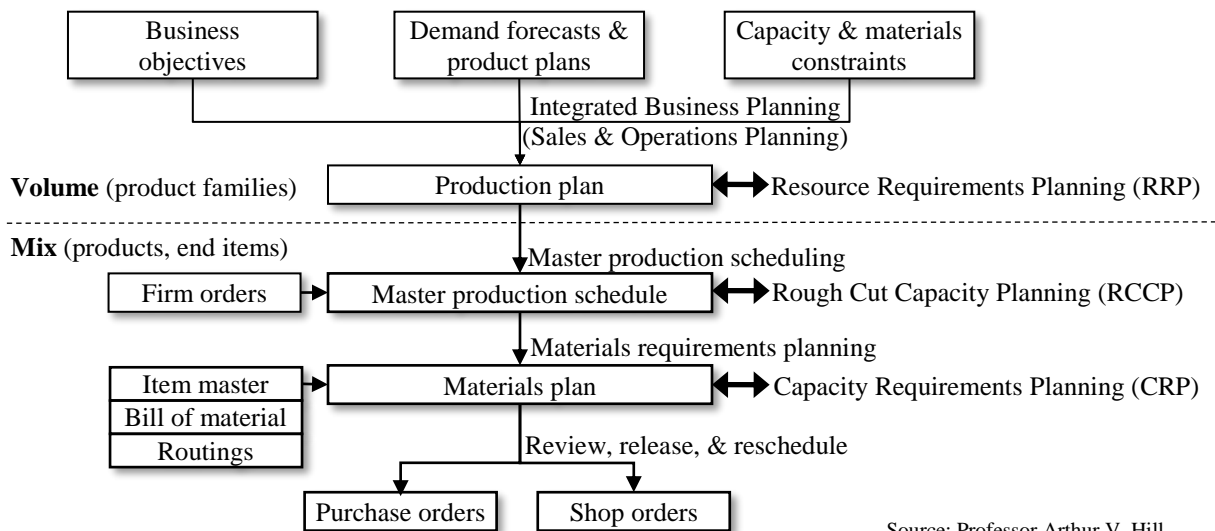 Business
objectives
Demand forecasts &
product plans
Capacity & materials
constraints
Integrated Business Planning
(Sales & Operations Planning)
Volume (product families)
Production plan
Resource Requirements Planning (RRP)
Mix (products, end items)
Master production scheduling
Firm orders
Master production schedule
Rough Cut Capacity Planning (RCCP)
Materials requirements planning
Item master
Materials plan
Capacity Requirements Planning (CRP)
Bill of material
Routings
Review, release, & reschedule
Purchase orders
Shop orders
Source: Professor Arthur V. Hill